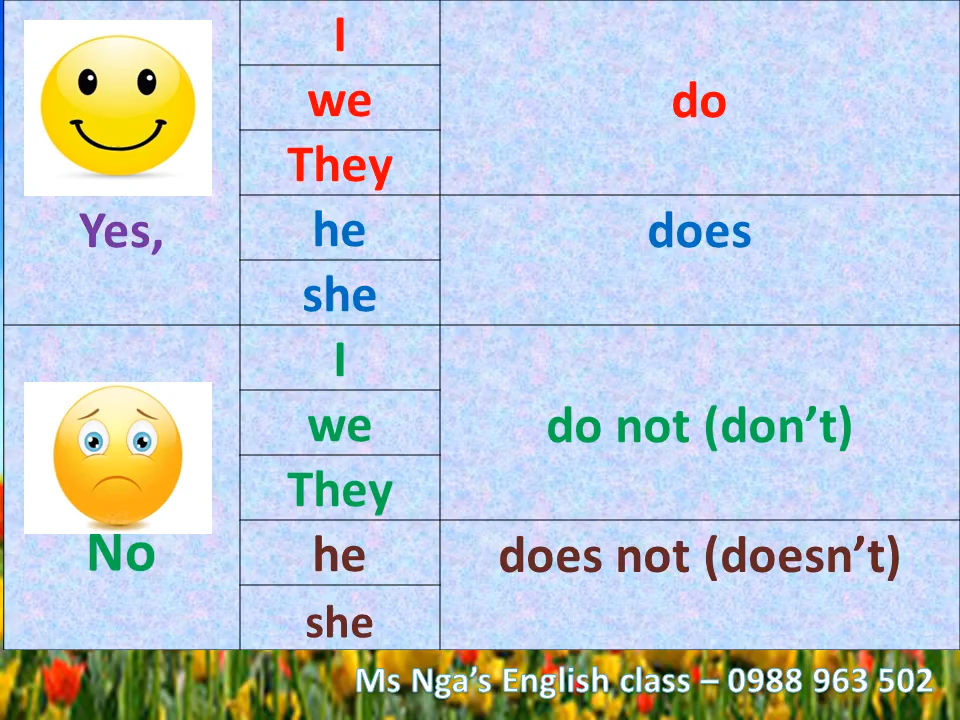 I
we
do
They
Yes,
he
does
she
I
we
do not (don't)
They
No
he
does not (doesn't)
she
Ms Nga's English class – 0988 963 502